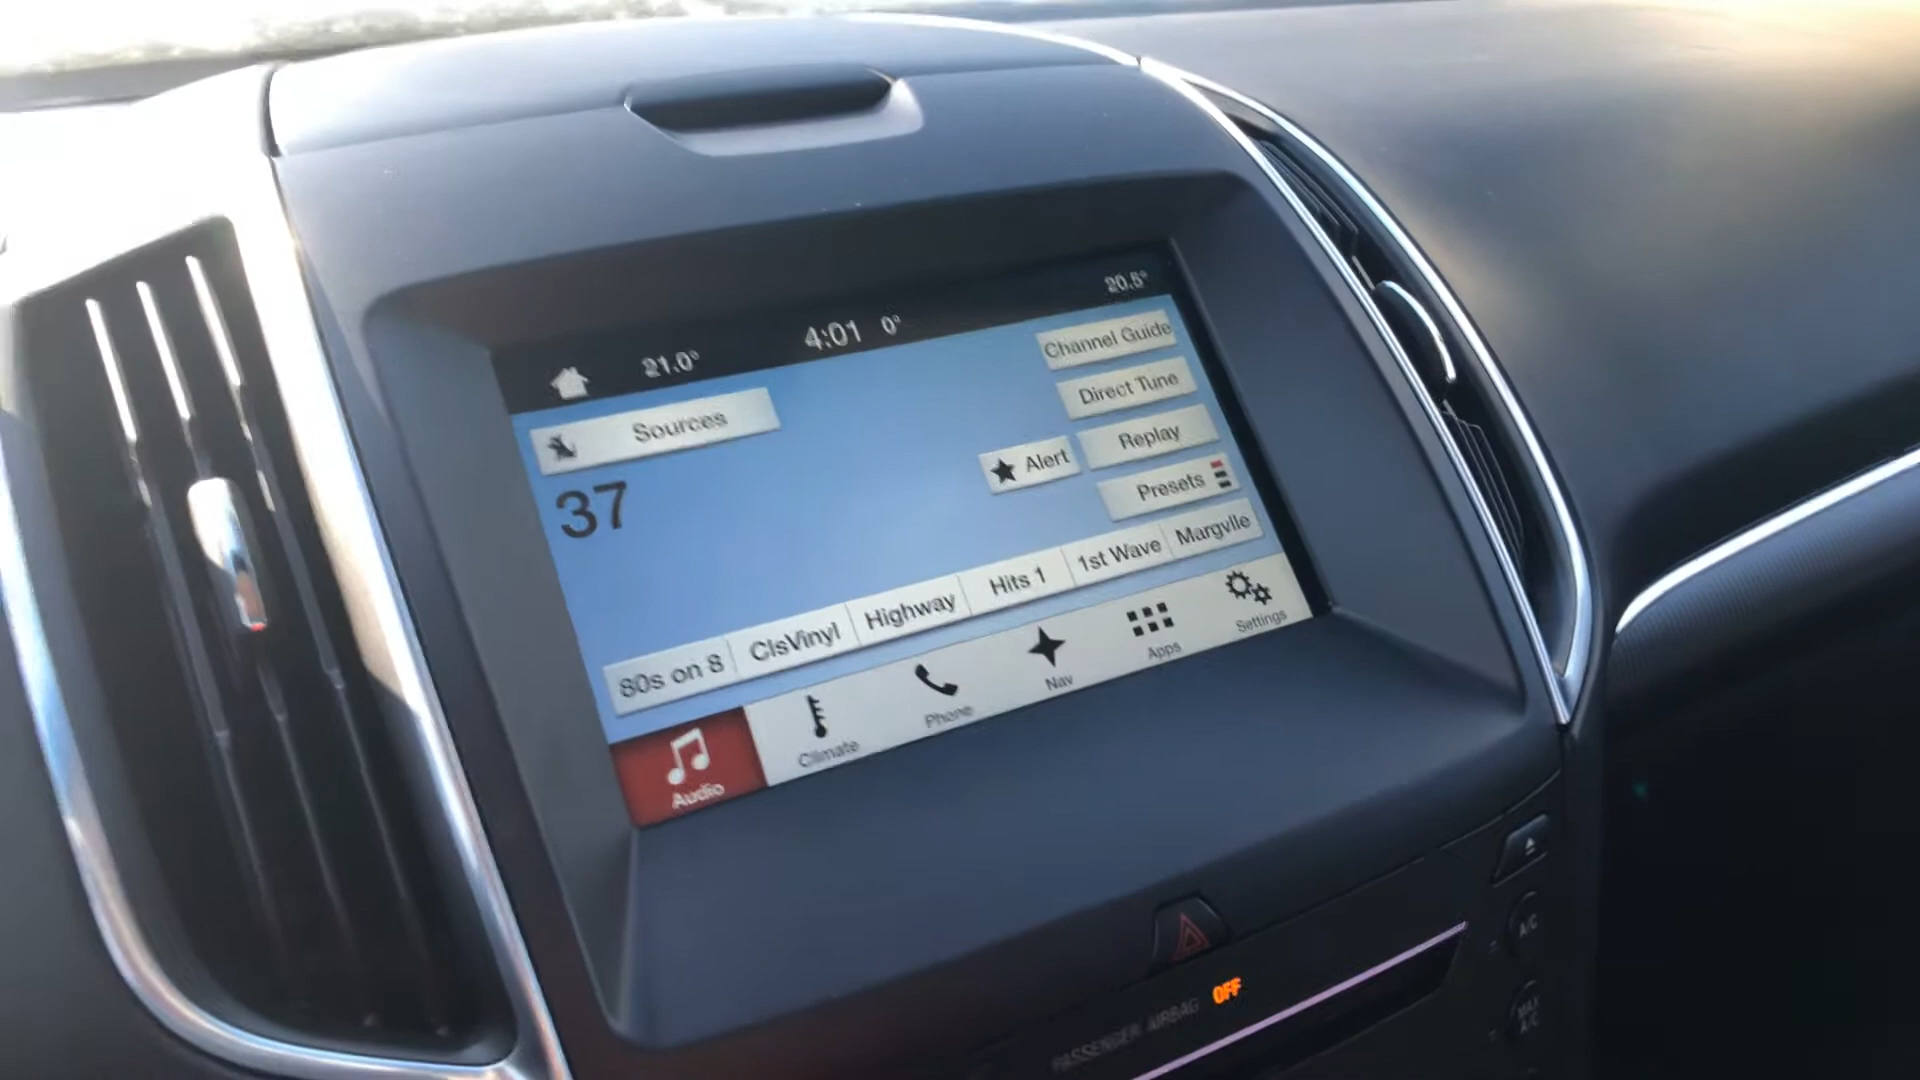 21.0° 4:01 0° 20.5°
Sources
Channel Guide
Direct Tune
Replay
Alert
Presets
37
80s on 8 ClsVinyl Highway Hits 1 1st Wave Margvlle
Audio Climate Phone Nav Apps Settings
A/C
PASSENGER AIRBAG OFF
MAX A/C